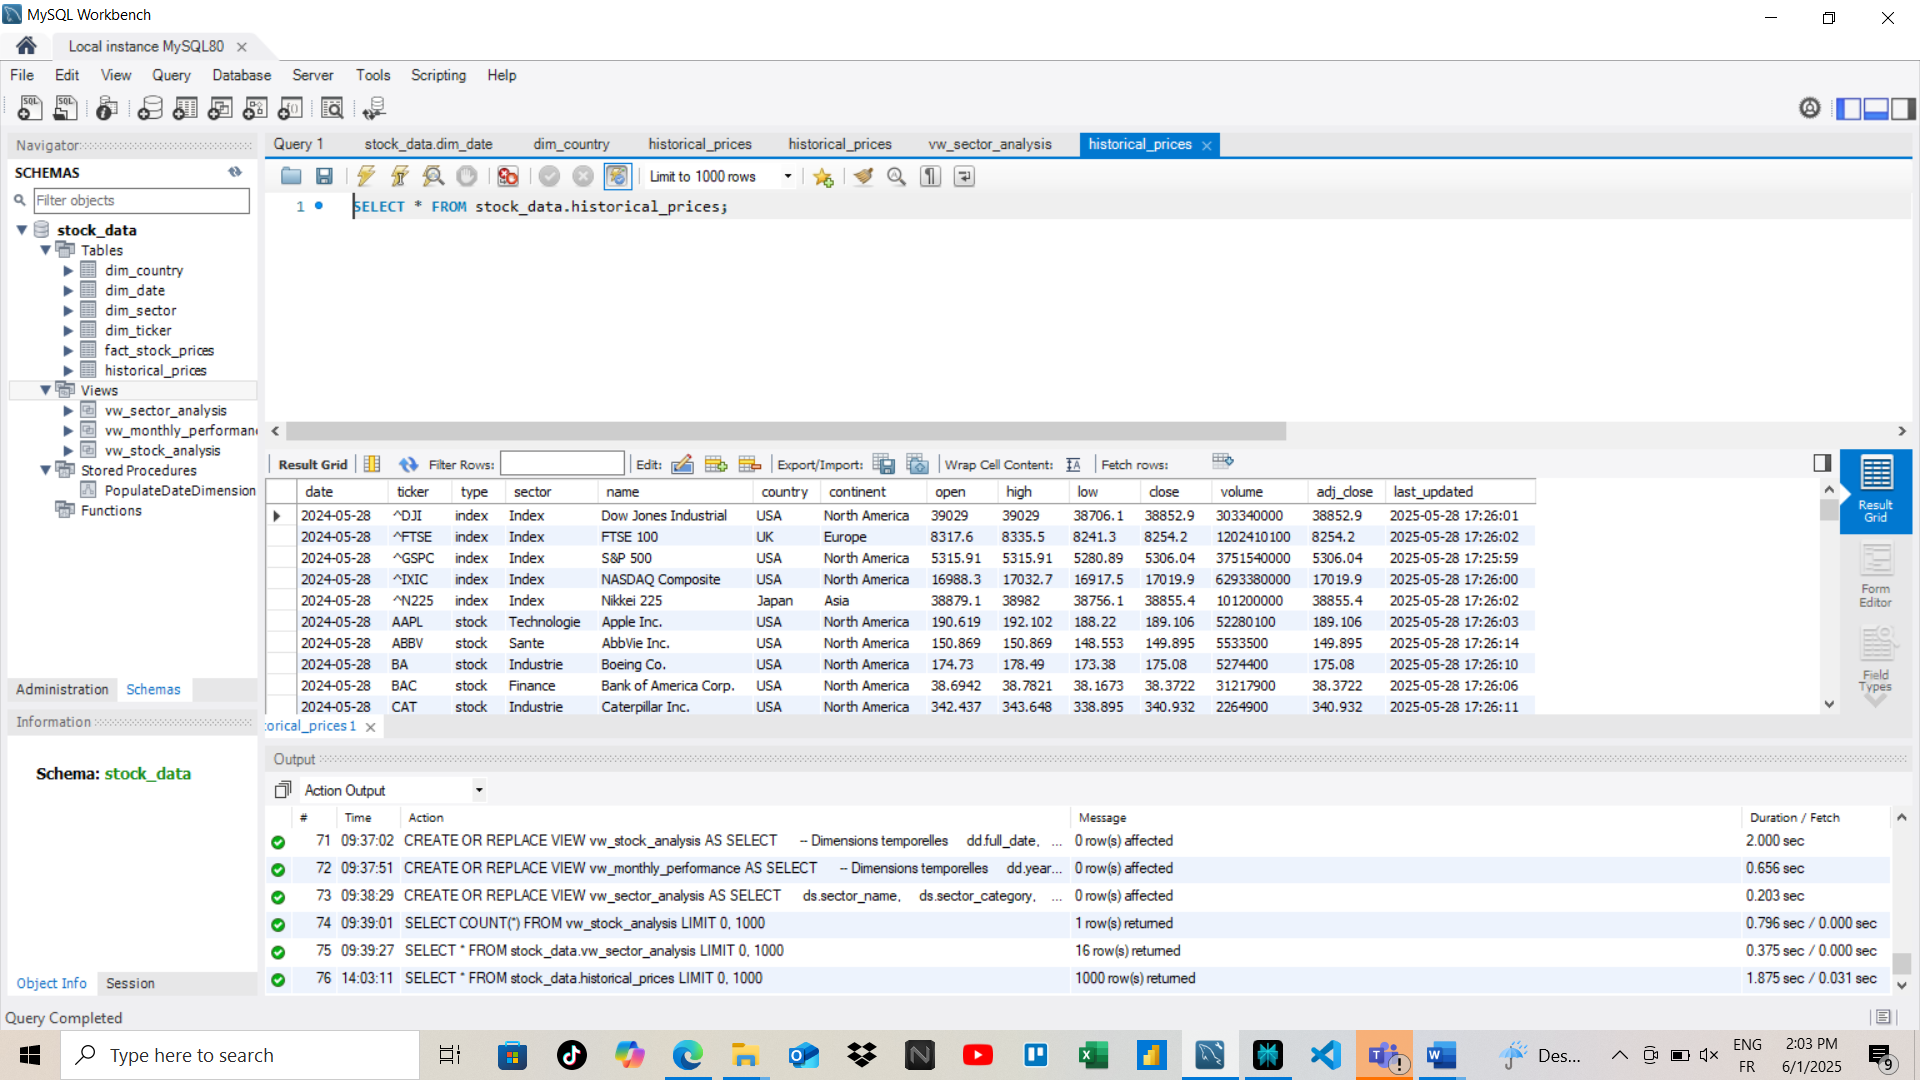 MySQL Workbench
Local instance MySQL80
File Edit View Query Database Server Tools Scripting Help
Navigator
SCHEMAS
Filter objects
stock_data
Tables
dim_country
dim_date
dim_sector
dim_ticker
fact_stock_prices
historical_prices
Views
vw_sector_analysis
vw_monthly_performan
vw_stock_analysis
Stored Procedures
PopulateDateDimension
Functions
Administration Schemas
Information
Schema: stock_data
Object Info Session
Query Completed
Query 1 stock_data.dim_date dim_country historical_prices historical_prices vw_sector_analysis historical_prices
Limit to 1000 rows
1 SELECT * FROM stock_data.historical_prices;
Result Grid Filter Rows: Edit: Export/Import: Wrap Cell Content: Fetch rows:
date ticker type sector name country continent open high low close volume adj_close last_updated
2024-05-28 ^DJI index Index Dow Jones Industrial USA North America 39029 39029 38706.1 38852.9 303340000 38852.9 2025-05-28 17:26:01
2024-05-28 ^FTSE index Index FTSE 100 UK Europe 8317.6 8335.5 8241.3 8254.2 1202410100 8254.2 2025-05-28 17:26:02
2024-05-28 ^GSPC index Index S&P 500 USA North America 5315.91 5315.91 5280.89 5306.04 3751540000 5306.04 2025-05-28 17:25:59
2024-05-28 ^IXIC index Index NASDAQ Composite USA North America 16988.3 17032.7 16917.5 17019.9 6293380000 17019.9 2025-05-28 17:26:00
2024-05-28 ^N225 index Index Nikkei 225 Japan Asia 38879.1 38982 38756.1 38855.4 101200000 38855.4 2025-05-28 17:26:02
2024-05-28 AAPL stock Technologie Apple Inc. USA North America 190.619 192.102 188.22 189.106 52280100 189.106 2025-05-28 17:26:03
2024-05-28 ABBV stock Sante AbbVie Inc. USA North America 150.869 150.869 148.553 149.895 5533500 149.895 2025-05-28 17:26:14
2024-05-28 BA stock Industrie Boeing Co. USA North America 174.73 178.49 173.38 175.08 5274400 175.08 2025-05-28 17:26:10
2024-05-28 BAC stock Finance Bank of America Corp. USA North America 38.6942 38.7821 38.1673 38.3722 31217900 38.3722 2025-05-28 17:26:06
2024-05-28 CAT stock Industrie Caterpillar Inc. USA North America 342.437 343.648 338.895 340.932 2264900 340.932 2025-05-28 17:26:11
Result Grid
Form Editor
Field Types
orical_prices1
Output
Action Output
# Time Action Message Duration / Fetch
71 09:37:02 CREATE OR REPLACE VIEW vw_stock_analysis AS SELECT -- Dimensions temporelles dd.full_date, ... 0 row(s) affected 2.000 sec
72 09:37:51 CREATE OR REPLACE VIEW vw_monthly_performance AS SELECT -- Dimensions temporelles dd.year... 0 row(s) affected 0.656 sec
73 09:38:29 CREATE OR REPLACE VIEW vw_sector_analysis AS SELECT ds.sector_name, ds.sector_category, ... 0 row(s) affected 0.203 sec
74 09:39:01 SELECT COUNT(*) FROM vw_stock_analysis LIMIT 0, 1000 1 row(s) returned 0.796 sec / 0.000 sec
75 09:39:27 SELECT * FROM stock_data.vw_sector_analysis LIMIT 0, 1000 16 row(s) returned 0.375 sec / 0.000 sec
76 14:03:11 SELECT * FROM stock_data.historical_prices LIMIT 0, 1000 1000 row(s) returned 1.875 sec / 0.031 sec
Type here to search
Des...
ENG
FR
2:03 PM
6/1/2025
9